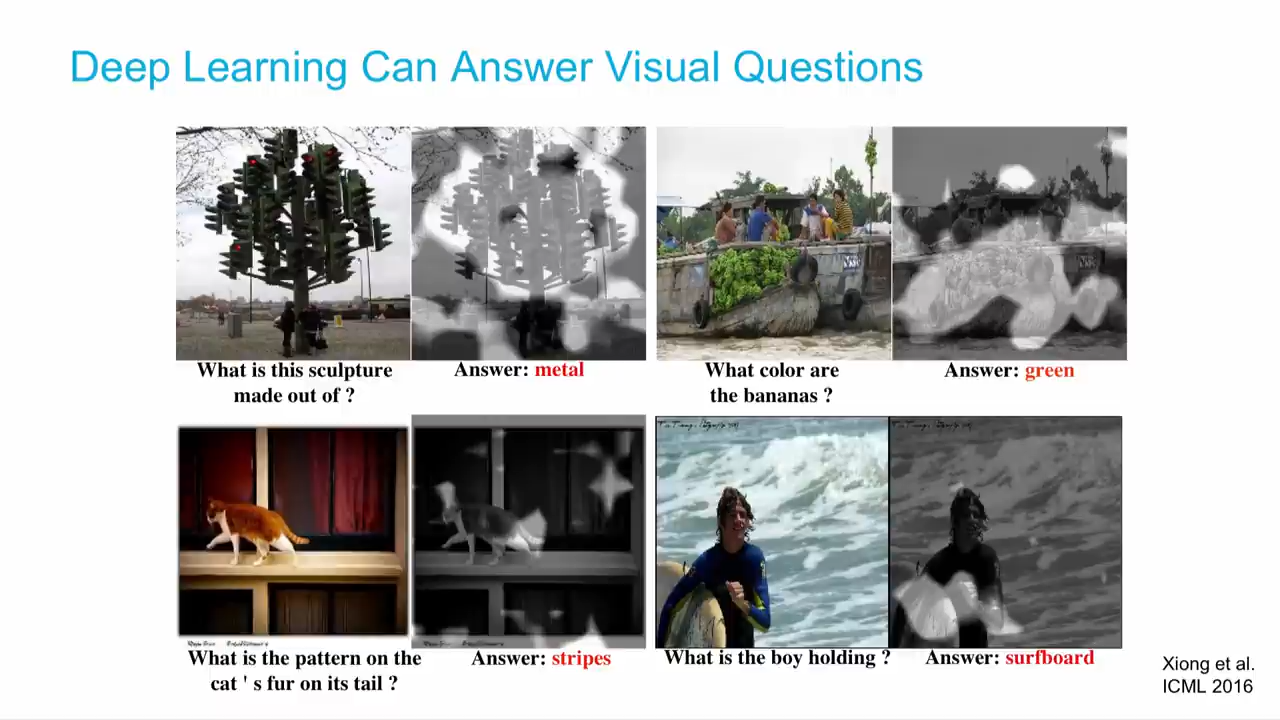 Deep Learning Can Answer Visual Questions
What is this sculpture
made out of ?
Answer: metal
What color are
the bananas ?
Answer: green
What is the pattern on the
cat ' s fur on its tail ?
Answer: stripes
What is the boy holding ?
Answer: surfboard
Xiong et al.
ICML 2016